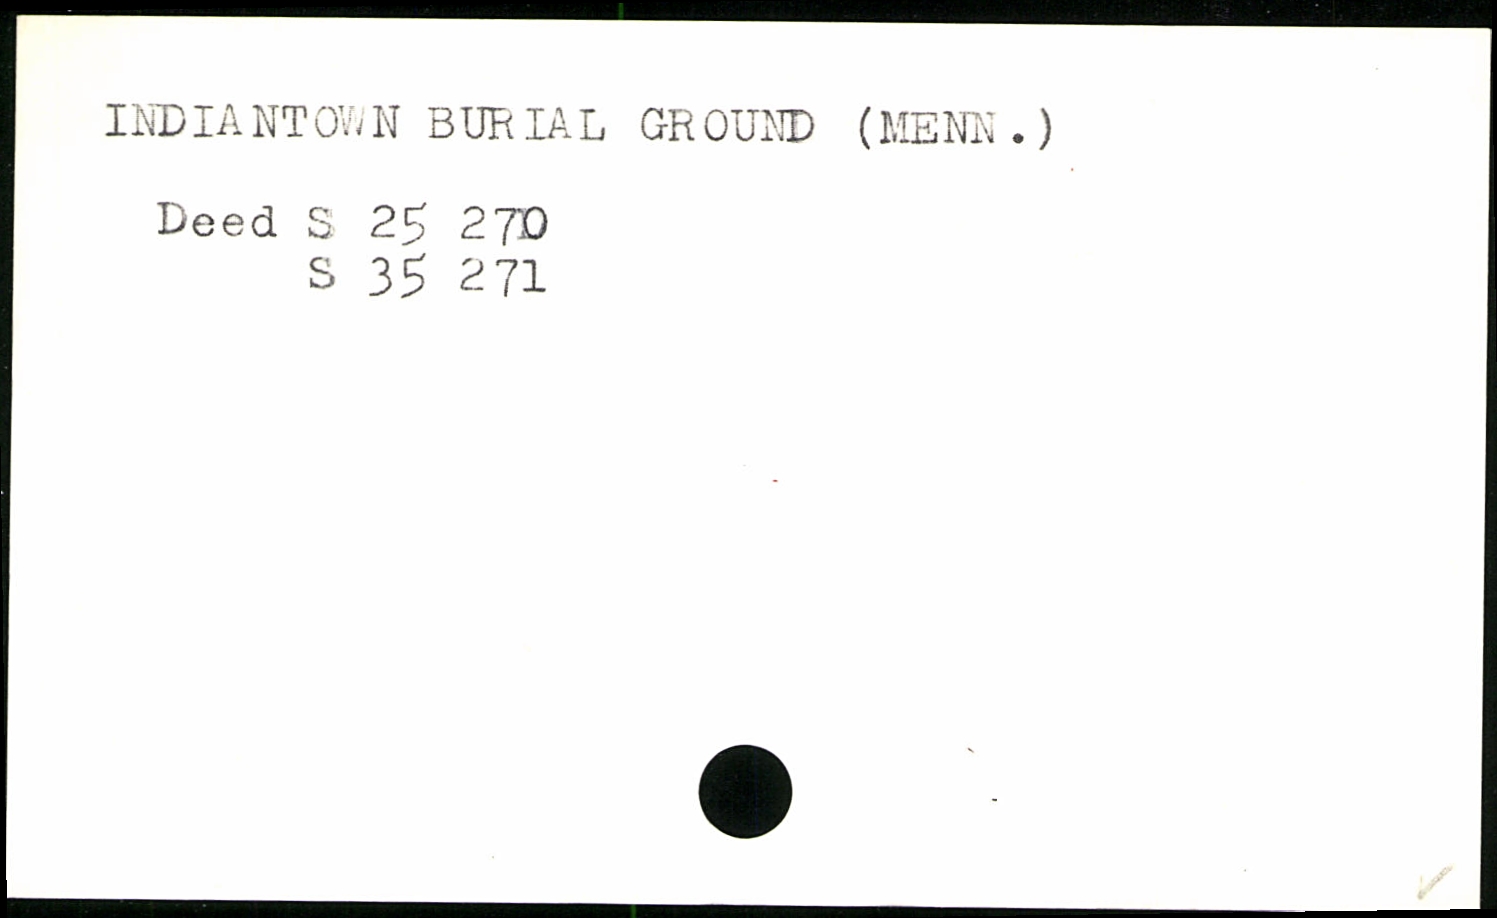 INDIANTOWN BURIAL GROUND (MENN.)
Deed S 25 270
S 35 271